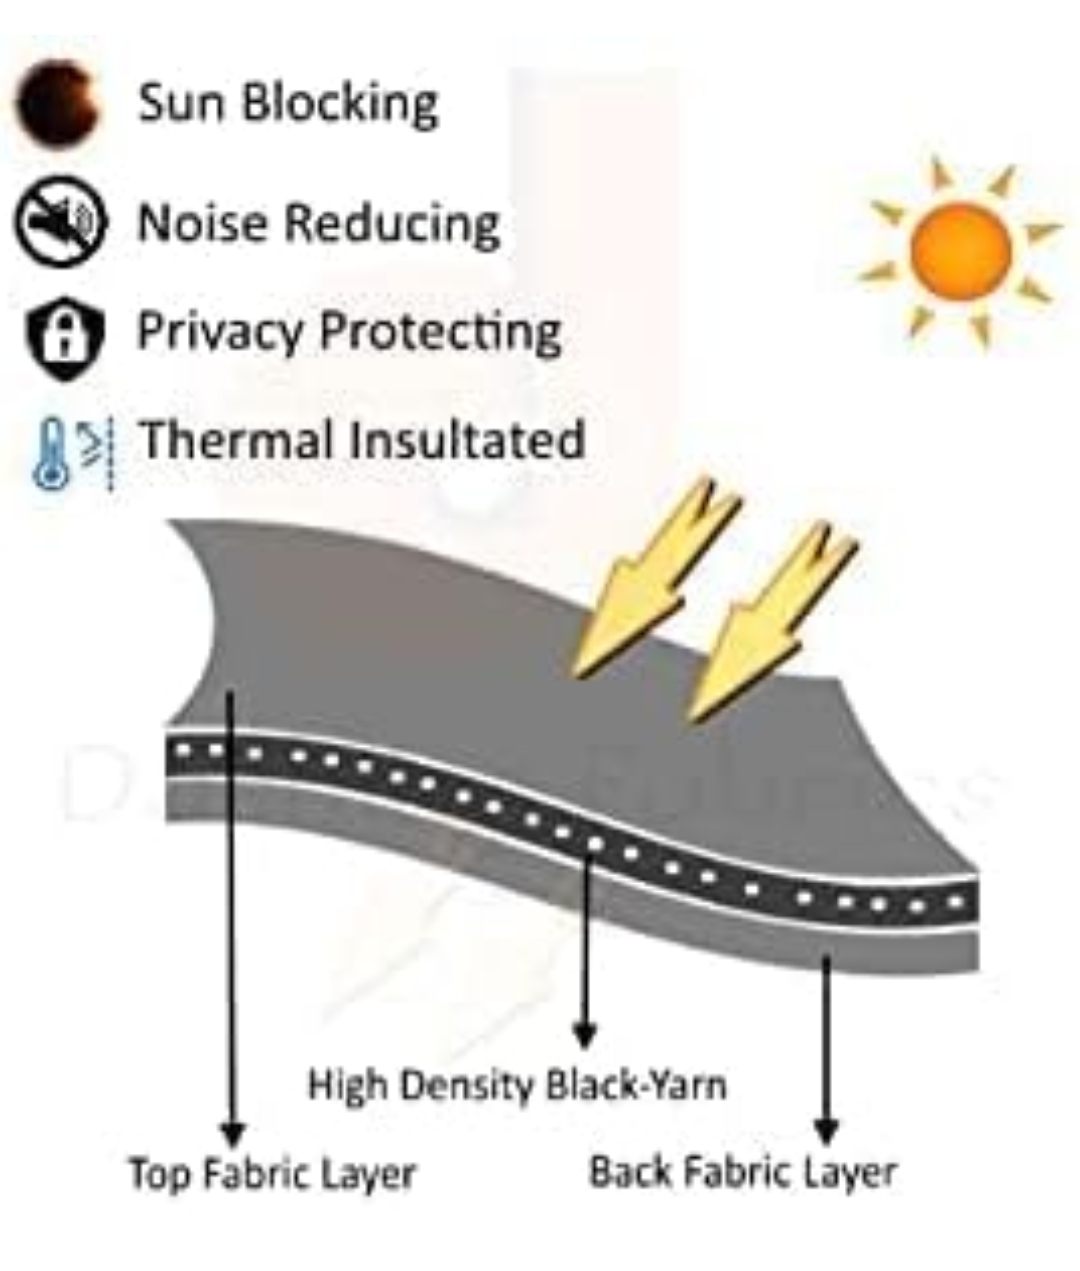 Sun Blocking
Noise Reducing
Privacy Protecting
Thermal Insultated
High Density Black-Yarn
Top Fabric Layer
Back Fabric Layer